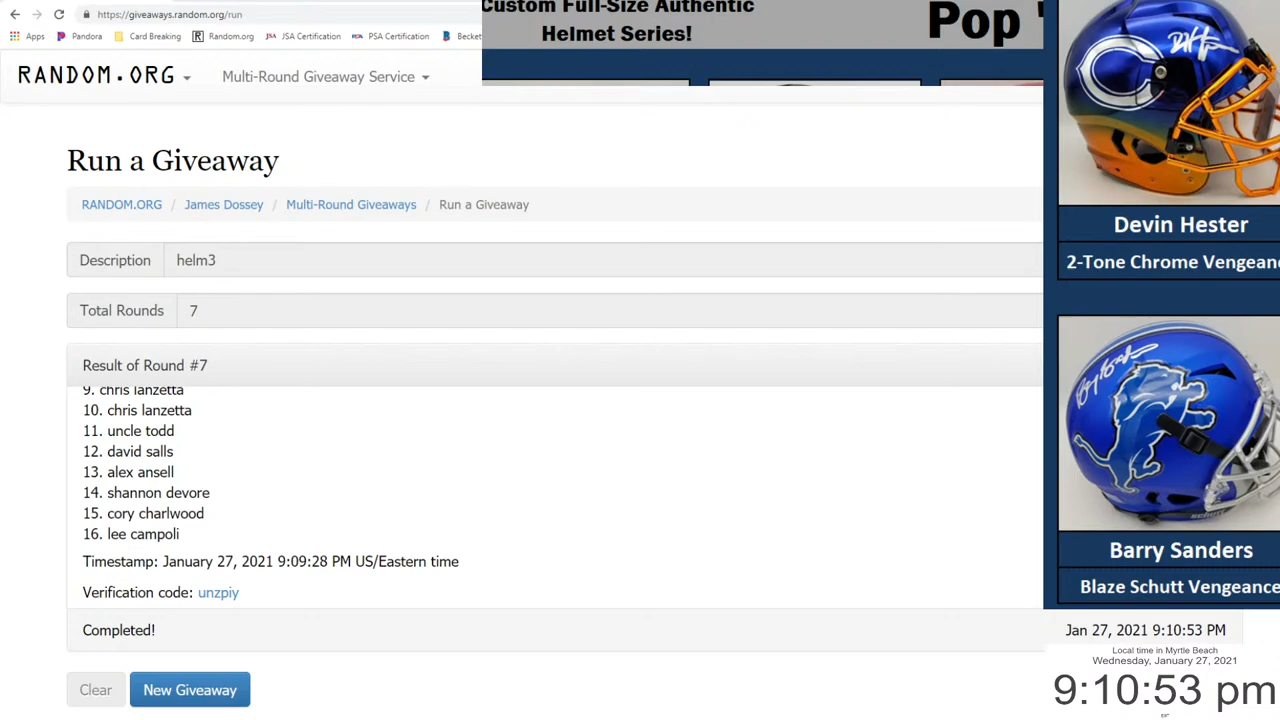 https://giveaways.random.org/run
Custom Full-Size Authentic
Helmet Series!
Pop
Apps Pandora Card Breaking Random.org JSA Certification PSA Certification Becket
RANDOM.ORG Multi-Round Giveaway Service
Run a Giveaway
RANDOM.ORG / James Dossey / Multi-Round Giveaways / Run a Giveaway
Description helm3
Total Rounds 7
Result of Round #7
9. chris lanzetta
10. chris lanzetta
11. uncle todd
12. david salls
13. alex ansell
14. shannon devore
15. cory charlwood
16. lee campoli
Timestamp: January 27, 2021 9:09:28 PM US/Eastern time
Verification code: unzpiy
Completed!
Jan 27, 2021 9:10:53 PM
Clear New Giveaway
Devin Hester
2-Tone Chrome Vengean
Barry Sanders
Blaze Schutt Vengeance
Local time in Myrtle Beach
Wednesday, January 27, 2021
9:10:53 pm